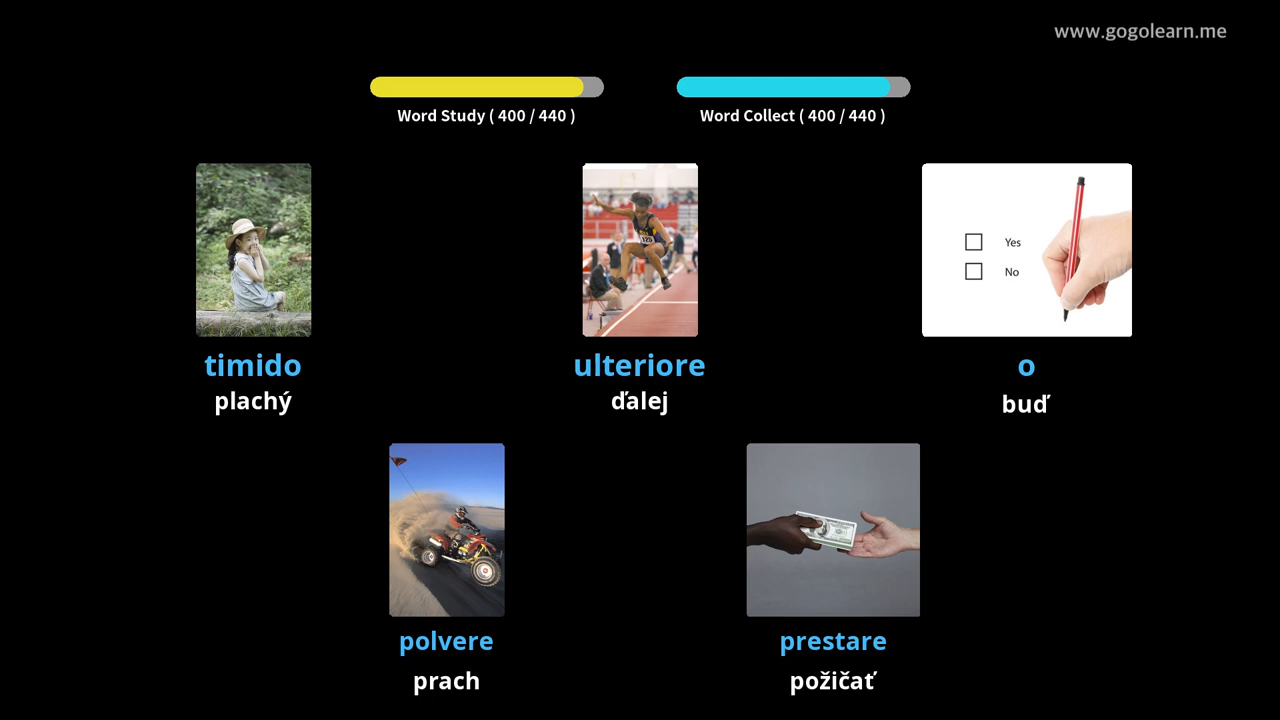 www.gogolearn.me
Word Study ( 400 / 440 )
Word Collect ( 400 / 440 )
Yes
No
timido
plachý
ulteriore
ďalej
o
buď
polvere
prach
prestare
požičať